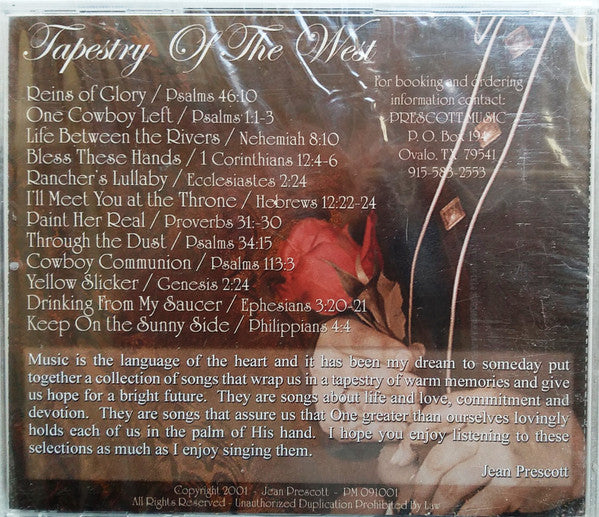 Tapestry Of The West
Reins of Glory / Psalms 46:10
One Cowboy Left / Psalms 1:1-3
Life Between the Rivers / Nehemiah 8:10
Bless These Hands / 1 Corinthians 12:4-6
Rancher's Lullaby / Ecclesiastes 2:24
I'll Meet You at the Throne / Hebrews 12:22-24
Paint Her Real / Proverbs 31:-30
Through the Dust / Psalms 34:15
Cowboy Communion / Psalms 113:3
Yellow Slicker / Genesis 2:24
Drinking From My Saucer / Ephesians 3:20-21
Keep On the Sunny Side / Philippians 4:4
For booking and ordering
information contact:
PRESCOTT MUSIC
P. O. Box 194
Ovalo, TX 79541
915-583-2553
Music is the language of the heart and it has been my dream to someday put
together a collection of songs that wrap us in a tapestry of warm memories and give
us hope for a bright future. They are songs about life and love, commitment and
devotion. They are songs that assure us that One greater than ourselves lovingly
holds each of us in the palm of His hand. I hope you enjoy listening to these
selections as much as I enjoy singing them.
Jean Prescott
Copyright 2001 - Jean Prescott - PM 091001
All Rights Reserved - Unauthorized Duplication Prohibited By Law